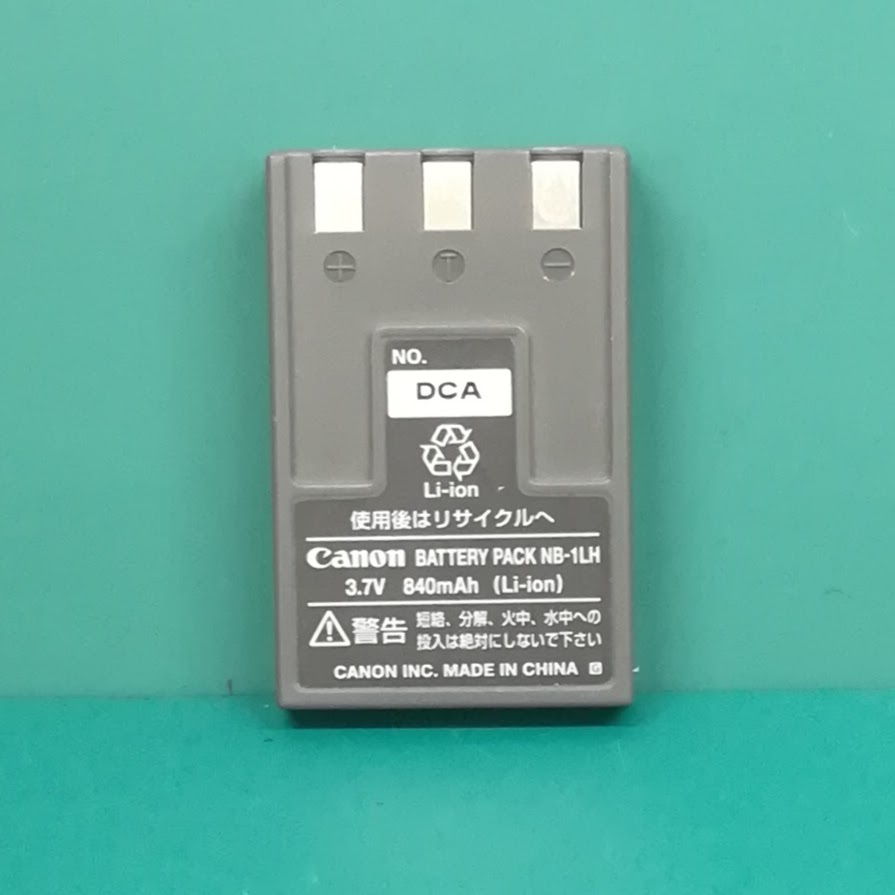 + T −
NO.
DCA
Li-ion
使用後はリサイクルへ
Canon BATTERY PACK NB-1LH
3.7V 840mAh (Li-ion)
警告 短絡、分解、火中、水中への
投入は絶対にしないで下さい
CANON INC. MADE IN CHINA G